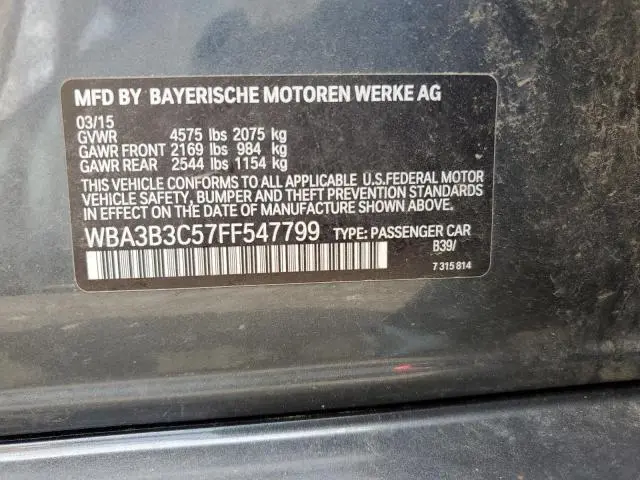 MFD BY BAYERISCHE MOTOREN WERKE AG
03/15
GVWR 4575 lbs 2075 kg
GAWR FRONT 2169 lbs 984 kg
GAWR REAR 2544 lbs 1154 kg
THIS VEHICLE CONFORMS TO ALL APPLICABLE U.S.FEDERAL MOTOR
VEHICLE SAFETY, BUMPER AND THEFT PREVENTION STANDARDS
IN EFFECT ON THE DATE OF MANUFACTURE SHOWN ABOVE.
WBA3B3C57FF547799 TYPE: PASSENGER CAR
B39/
7 315 814